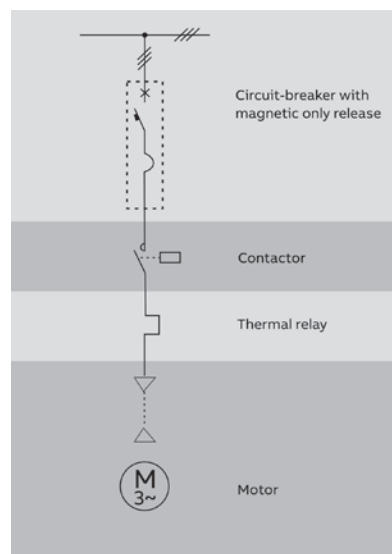 Circuit-breaker with
magnetic only release
Contactor
Thermal relay
M
3~
Motor